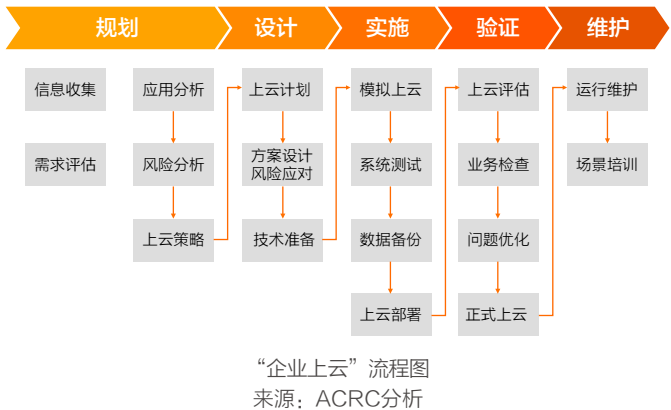 规划
设计
实施
验证
维护
信息收集
应用分析
上云计划
模拟上云
上云评估
运行维护
需求评估
风险分析
方案设计
风险应对
系统测试
业务检查
场景培训
上云策略
技术准备
数据备份
问题优化
上云部署
正式上云
“企业上云”流程图
来源：ACRC分析